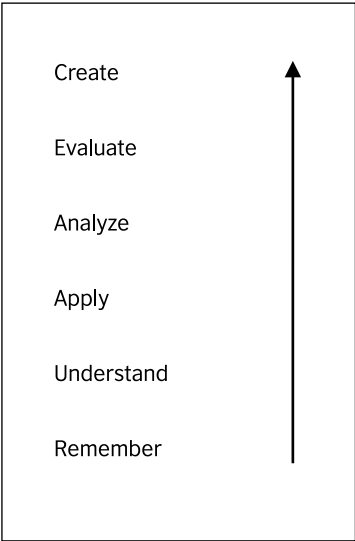 Create
Evaluate
Analyze
Apply
Understand
Remember